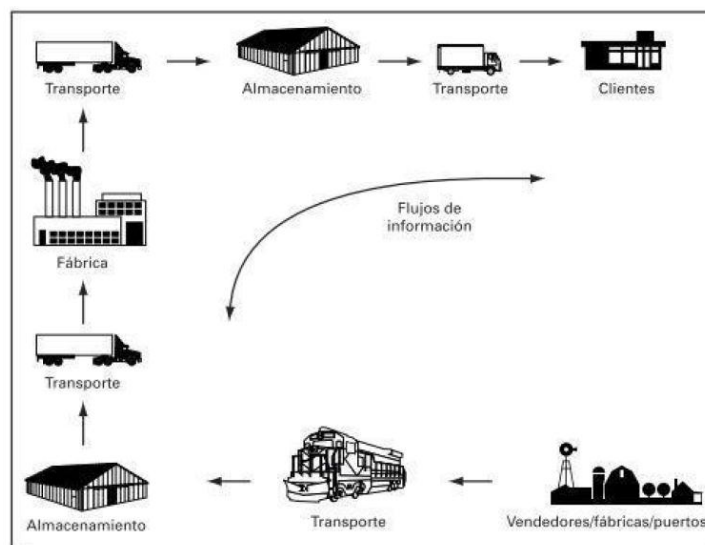 Transporte
Almacenamiento
Transporte
Clientes
Flujos de
información
Fábrica
Transporte
Almacenamiento
Transporte
Vendedores/fábricas/puertos